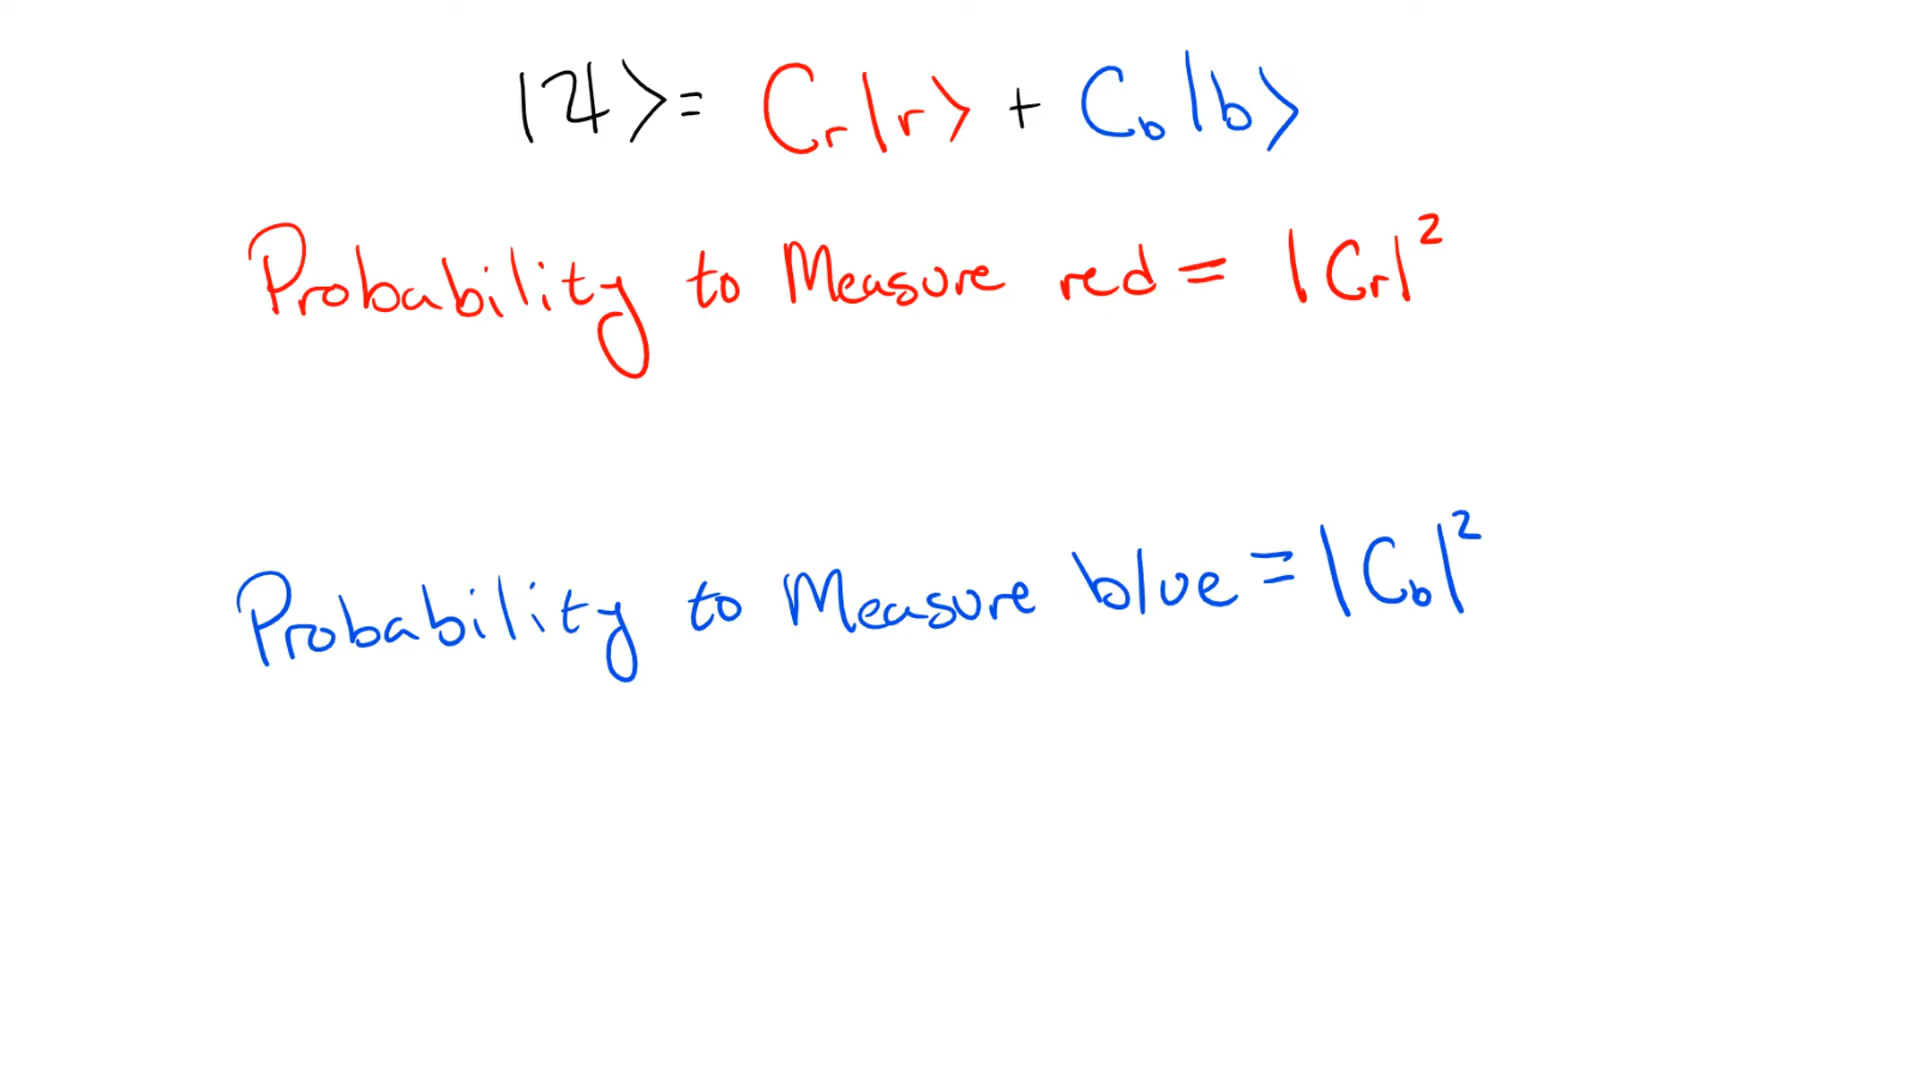 |Ψ⟩ = Cr|r⟩ + Cb|b⟩
Probability to Measure red = |Cr|²
Probability to Measure blue = |Cb|²